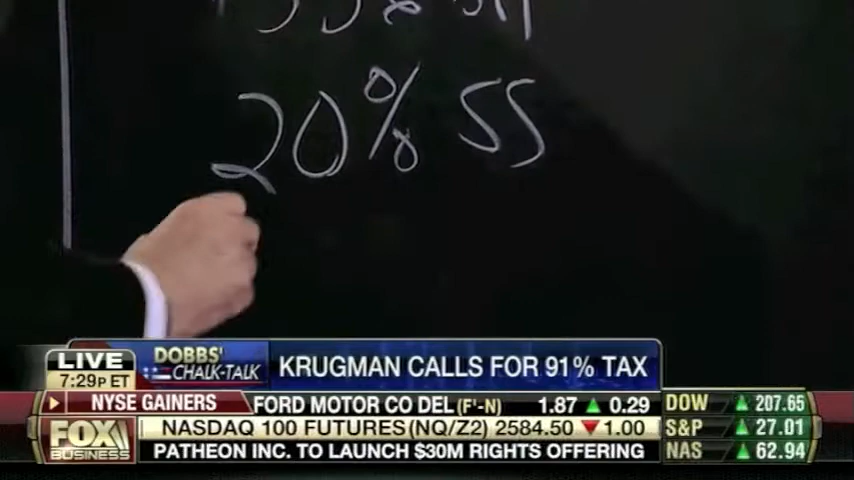 20% SS
LIVE
7:29P ET
DOBBS'
CHALK-TALK
KRUGMAN CALLS FOR 91% TAX
NYSE GAINERS
FORD MOTOR CO DEL (F'-N) 1.87 ▲ 0.29
NASDAQ 100 FUTURES (NQ/Z2) 2584.50 ▼ 1.00
PATHEON INC. TO LAUNCH $30M RIGHTS OFFERING
DOW ▲ 207.65
S&P ▲ 27.01
NAS ▲ 62.94
FOX
BUSINESS